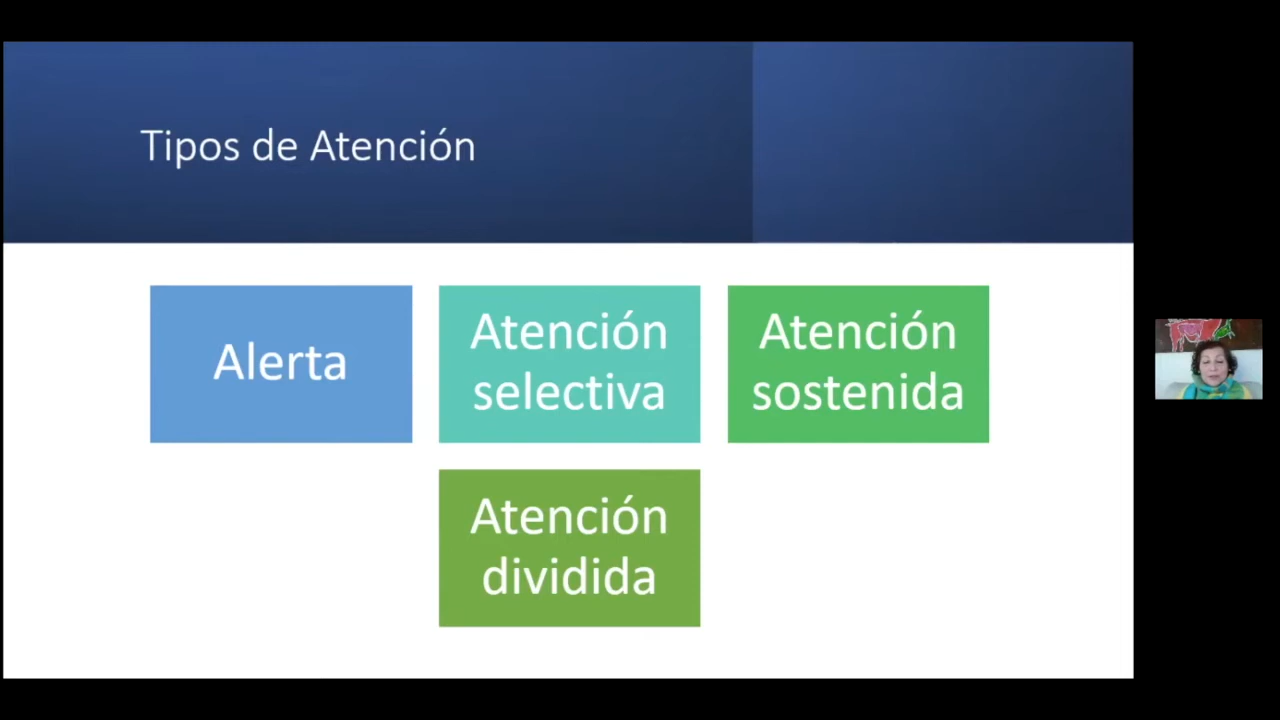 Tipos de Atención
Alerta
Atención
selectiva
Atención
sostenida
Atención
dividida